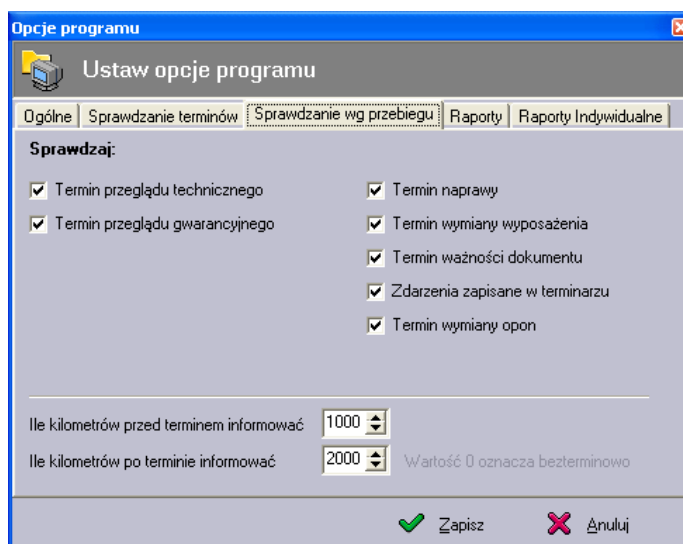 Opcje programu
Ustaw opcje programu
Ogólne Sprawdzanie terminów Sprawdzanie wg przebiegu Raporty Raporty Indywidualne
Sprawdzaj:
Termin przeglądu technicznego Termin naprawy
Termin przeglądu gwarancyjnego Termin wymiany wyposażenia
Termin ważności dokumentu
Zdarzenia zapisane w terminarzu
Termin wymiany opon
Ile kilometrów przed terminem informować 1000
Ile kilometrów po terminie informować 2000 Wartość 0 oznacza bezterminowo
Zapisz Anuluj